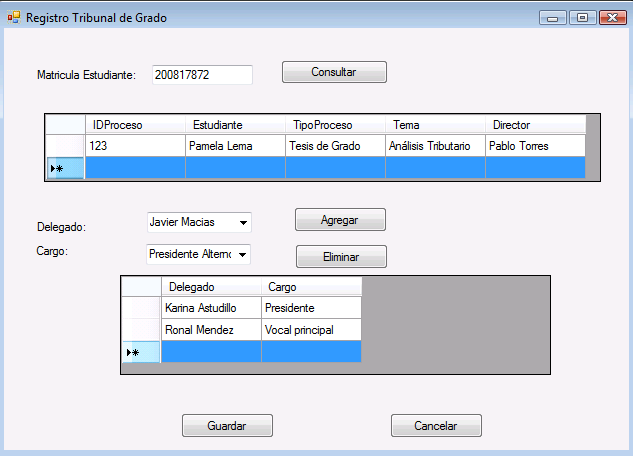 Registro Tribunal de Grado
Matricula Estudiante: 200817872 Consultar
IDProceso Estudiante TipoProceso Tema Director
123 Pamela Lema Tesis de Grado Análisis Tributario Pablo Torres
Delegado: Javier Macias Agregar
Cargo: Presidente Alterno Eliminar
Delegado Cargo
Karina Astudillo Presidente
Ronal Mendez Vocal principal
Guardar Cancelar